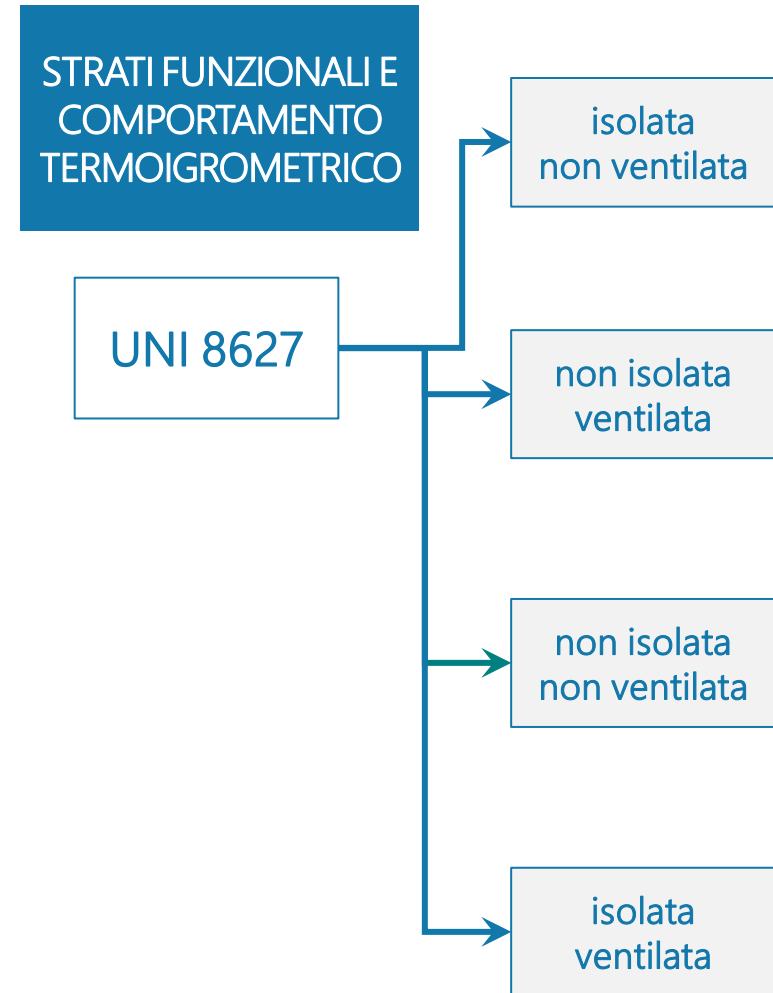 STRATI FUNZIONALI E
COMPORTAMENTO
TERMOIGROMETRICO
isolata
non ventilata
UNI 8627
non isolata
ventilata
non isolata
non ventilata
isolata
ventilata